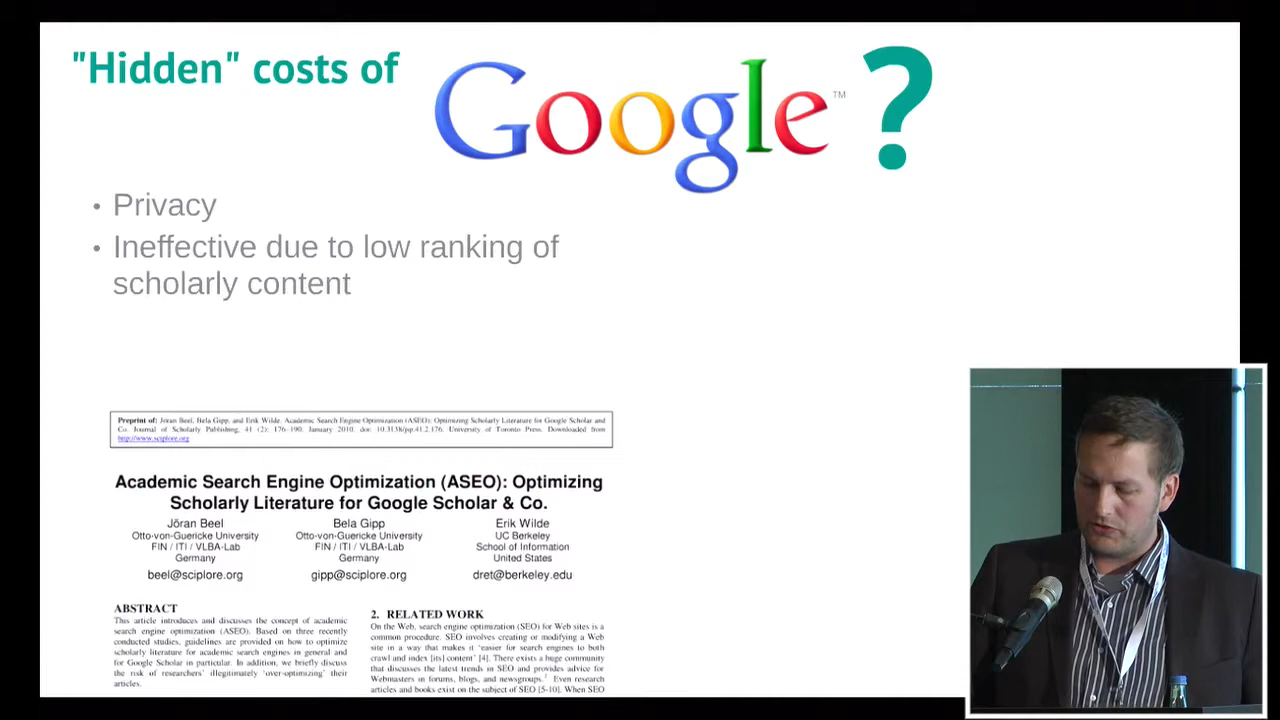 "Hidden" costs of Google™ ?
• Privacy
• Ineffective due to low ranking of
scholarly content
Preprint of: Jöran Beel, Bela Gipp, and Erik Wilde. Academic Search Engine Optimization (ASEO): Optimizing Scholarly Literature for Google Scholar and
Co. Journal of Scholarly Publishing, 41 (2): 176–190, January 2010. doi: 10.3138/jsp.41.2.176. University of Toronto Press. Downloaded from
http://www.sciplore.org
Academic Search Engine Optimization (ASEO): Optimizing
Scholarly Literature for Google Scholar & Co.
Jöran Beel
Otto-von-Guericke University
FIN / ITI / VLBA-Lab
Germany
beel@sciplore.org
Bela Gipp
Otto-von-Guericke University
FIN / ITI / VLBA-Lab
Germany
gipp@sciplore.org
Erik Wilde
UC Berkeley
School of Information
United States
dret@berkeley.edu
ABSTRACT
This article introduces and discusses the concept of academic
search engine optimization (ASEO). Based on three recently
conducted studies, guidelines are provided on how to optimize
scholarly literature for academic search engines in general and
for Google Scholar in particular. In addition, we briefly discuss
the risk of researchers' illegitimately 'over-optimizing' their
articles.
2. RELATED WORK
On the Web, search engine optimization (SEO) for Web sites is a
common procedure. SEO involves creating or modifying a Web
site in a way that makes it 'easier for search engines to both
crawl and index [its] content' [4]. There exists a huge community
that discusses the latest trends in SEO and provides advice for
Webmasters in forums, blogs, and newsgroups.1 Even research
articles and books exist on the subject of SEO [5-10]. When SEO